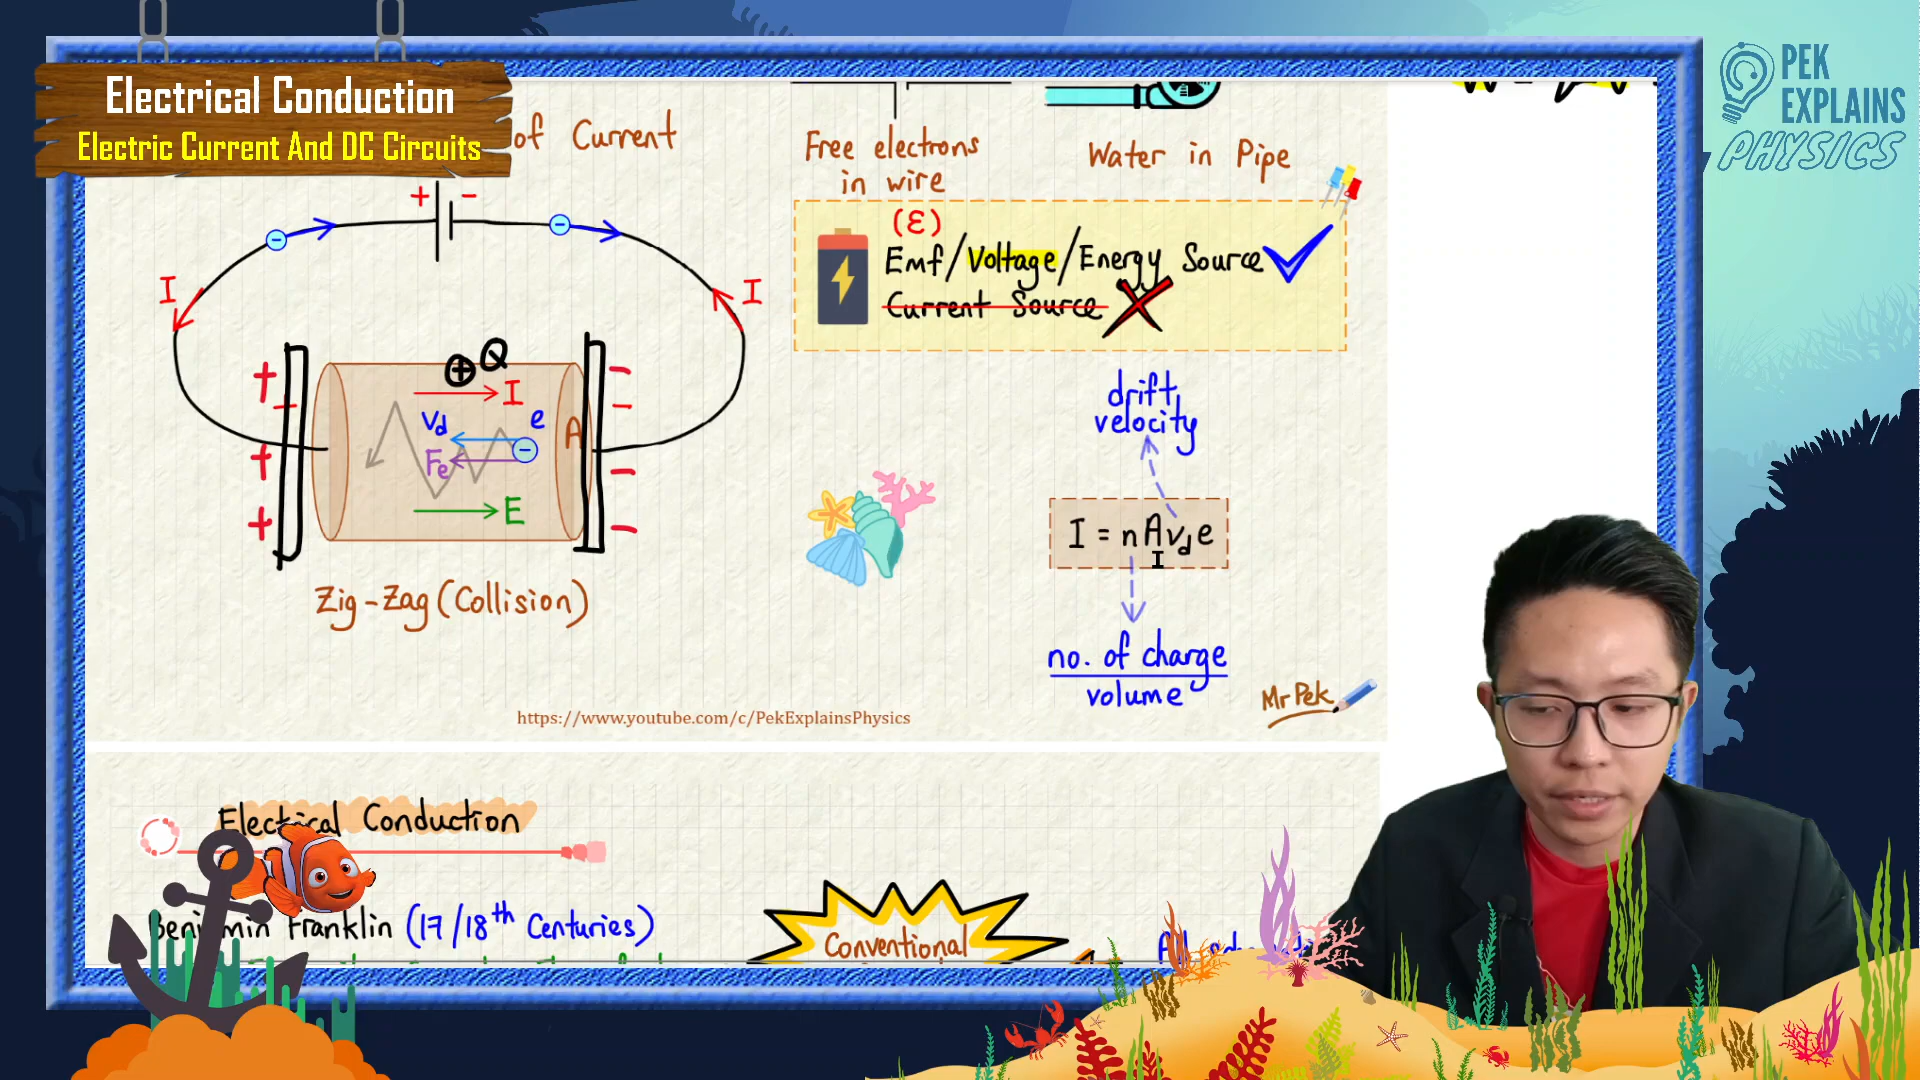 Electrical Conduction
Electric Current And DC Circuits
PEK
EXPLAINS
PHYSICS
of Current
Free electrons
in wire
Water in Pipe
+ -
(ε)
Emf/Voltage/Energy Source
Current Source
I
I
+ Q
I
vd e
Fe
A
E
+
+
+
-
-
-
-
Zig-Zag (Collision)
drift
velocity
I = nAvde
no. of charge
volume
Mr Pek
https://www.youtube.com/c/PekExplainsPhysics
Electrical Conduction
Benjamin Franklin (17/18th Centuries)
Conventional